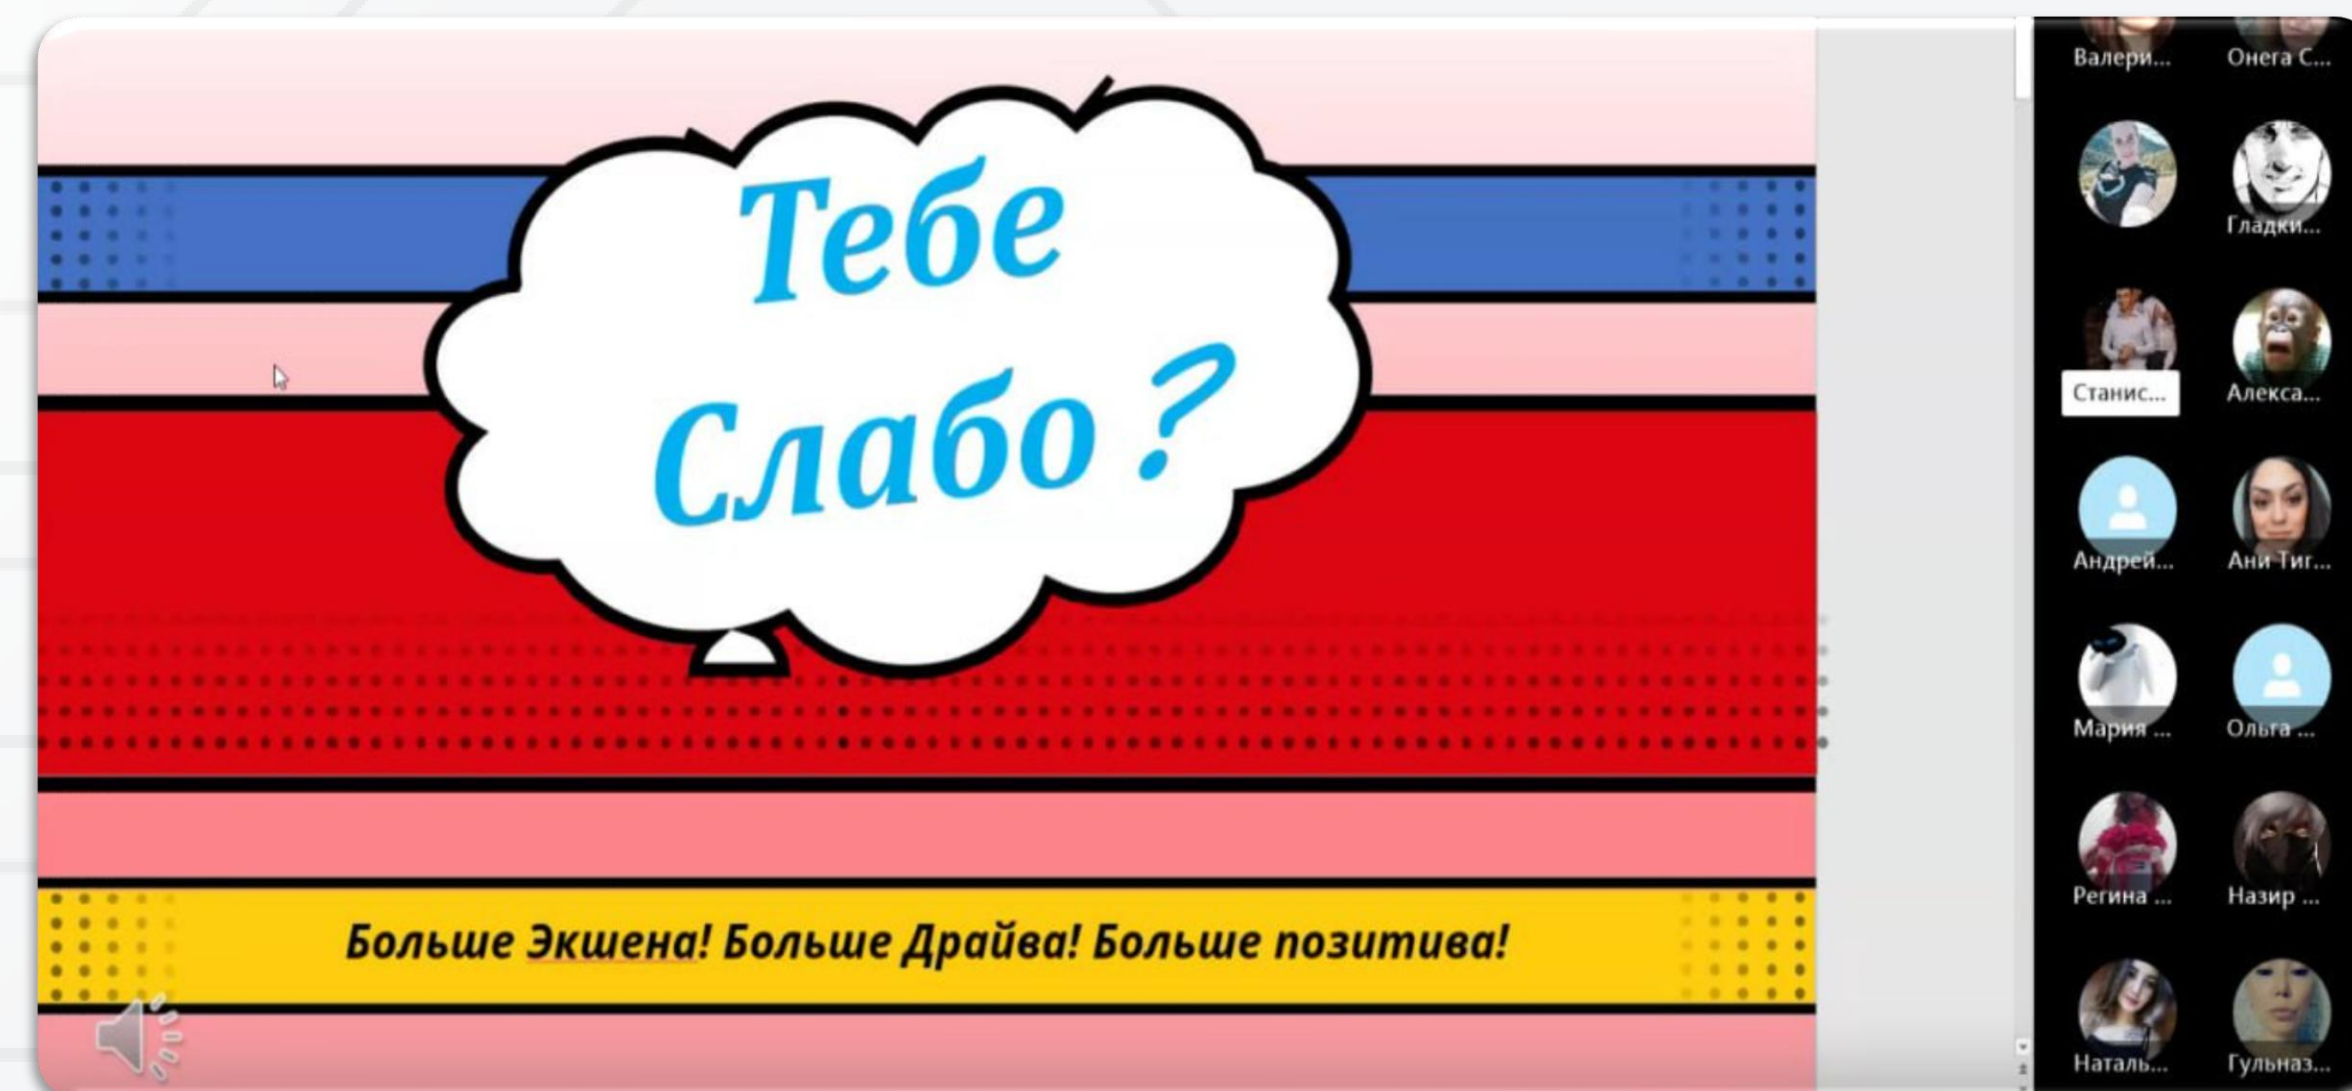 Тебе
Слабо?
Больше Экшена! Больше Драйва! Больше позитива!
Валери...
Онега С...
Гладки...
Станис...
Алекса...
Андрей...
Ани Тиг...
Мария ...
Ольга ...
Регина ...
Назир ...
Наталь...
Гульназ...